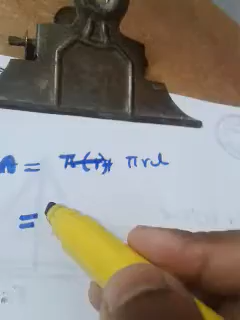 A = π(r) πrl
=